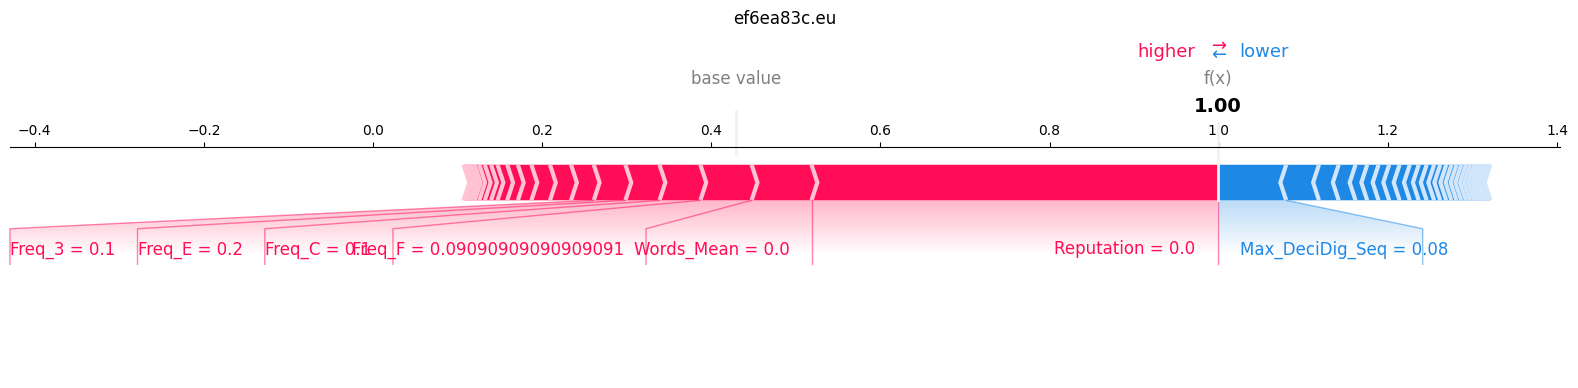 ef6ea83c.eu
higher ⇄ lower
base value f(x)
1.00
−0.4 −0.2 0.0 0.2 0.4 0.6 0.8 1.0 1.2 1.4
Freq_3 = 0.1 Freq_E = 0.2 Freq_C = 0.1 Freq_F = 0.09090909090909091 Words_Mean = 0.0 Reputation = 0.0 Max_DeciDig_Seq = 0.08